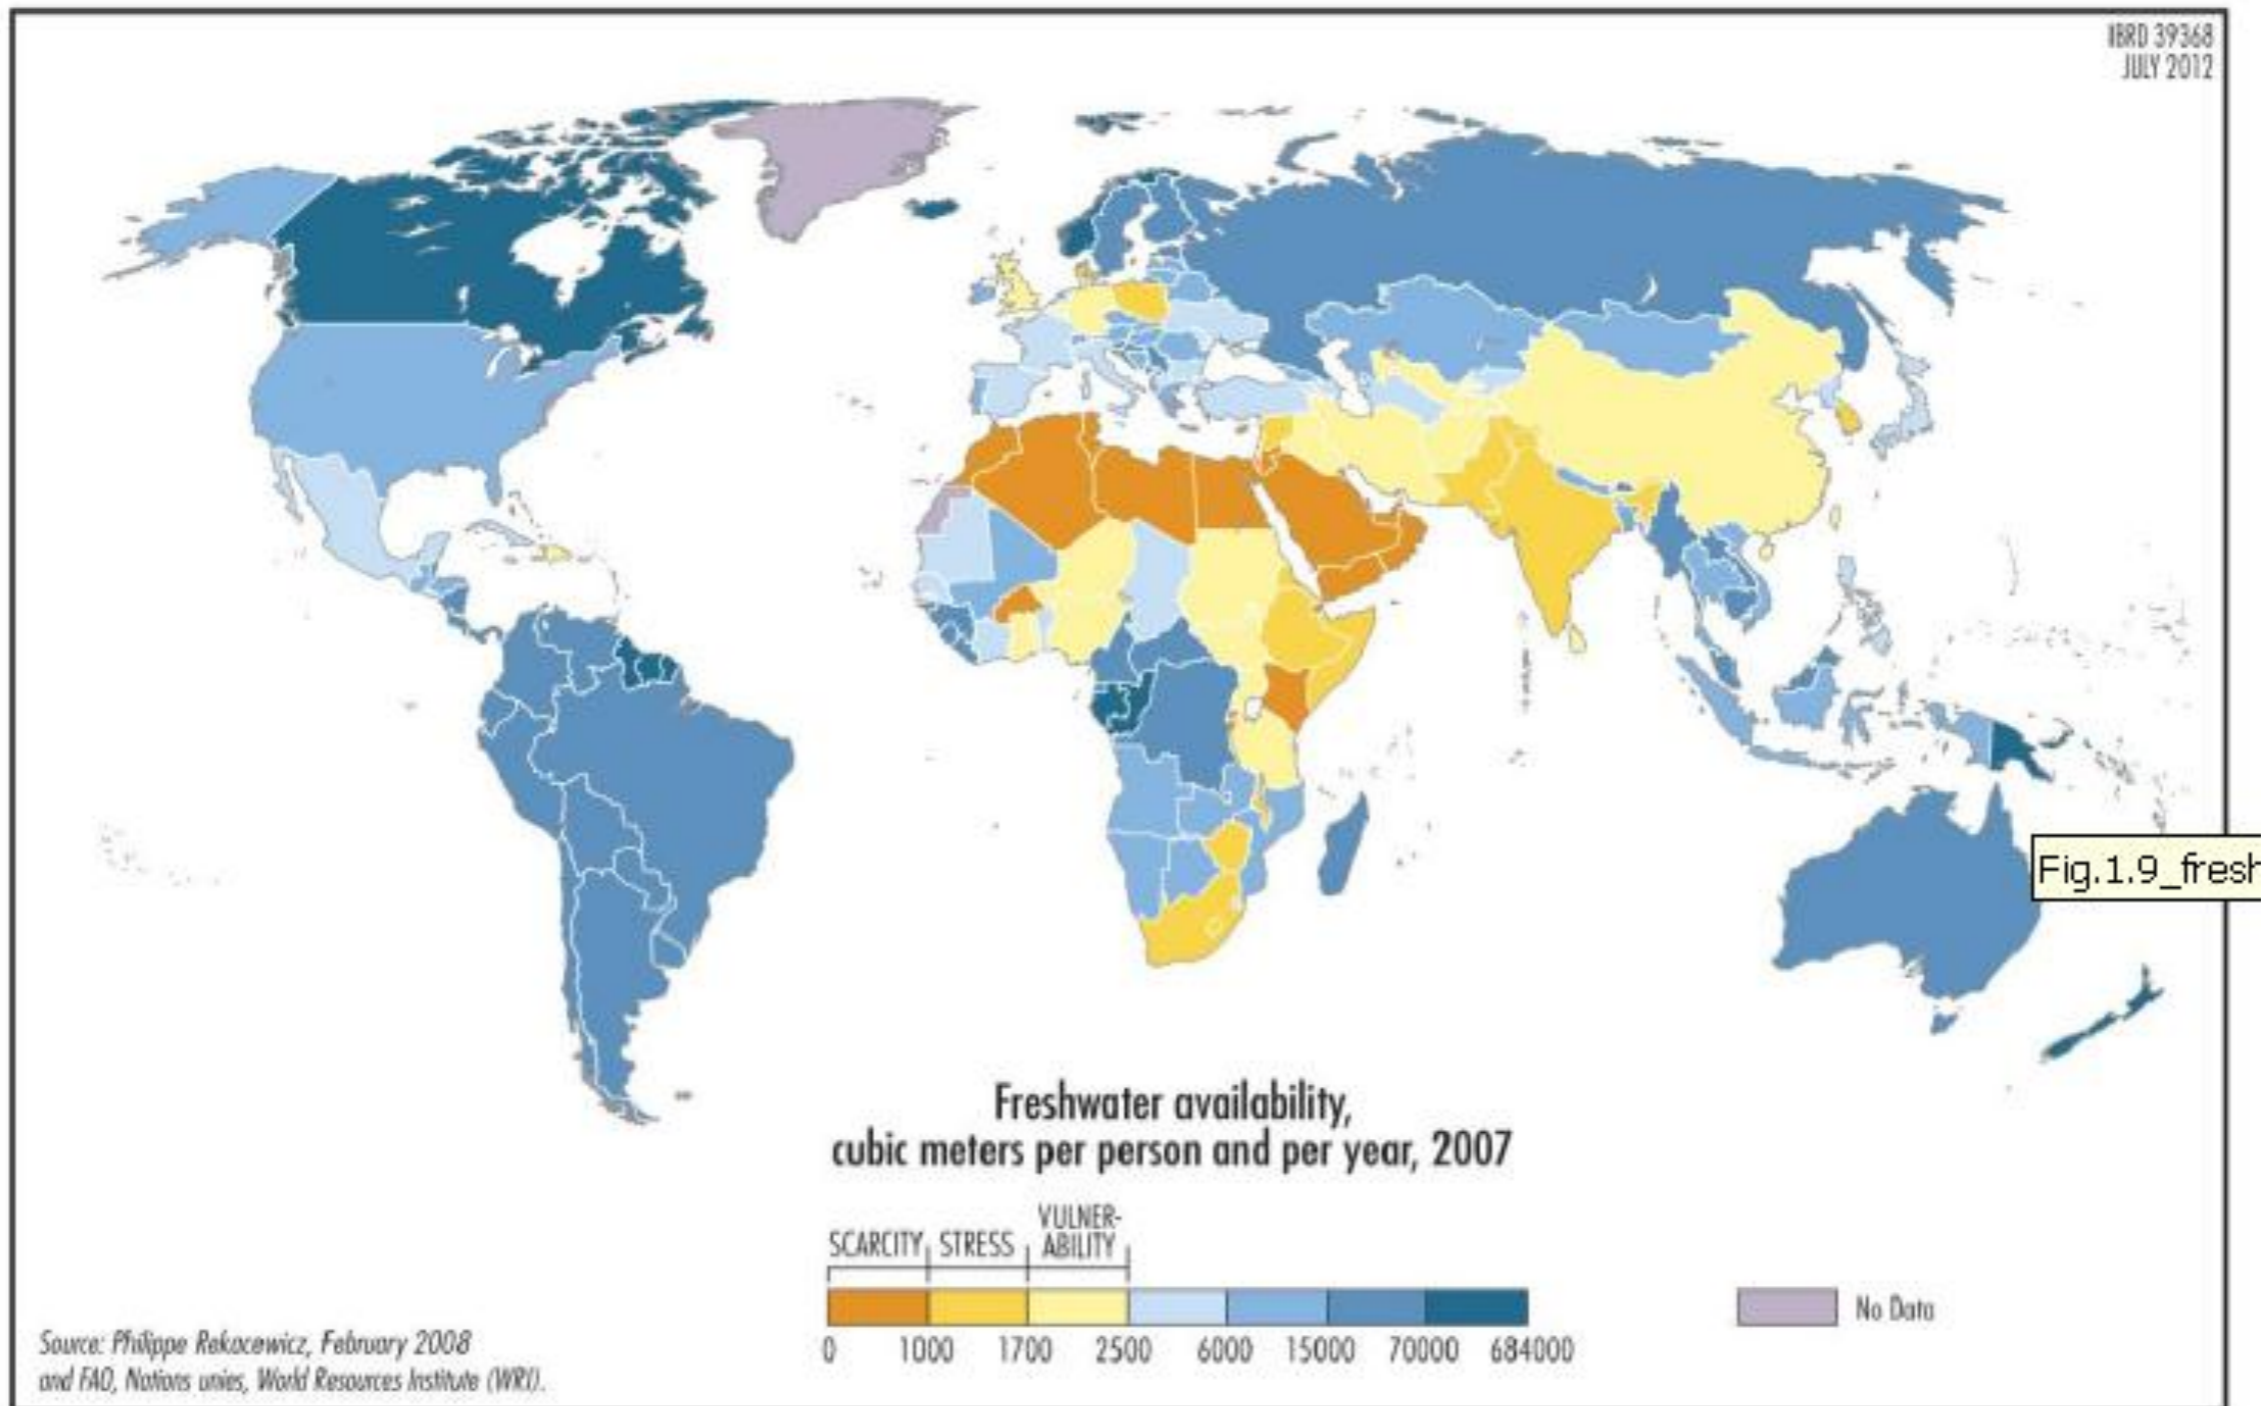 IBRD 39368
JULY 2012
Fig.1.9_fresh
Freshwater availability,
cubic meters per person and per year, 2007
SCARCITY STRESS VULNER-
ABILITY
0 1000 1700 2500 6000 15000 70000 684000
No Data
Source: Philippe Rekacewicz, February 2008
and FAO, Nations unies, World Resources Institute (WRI).